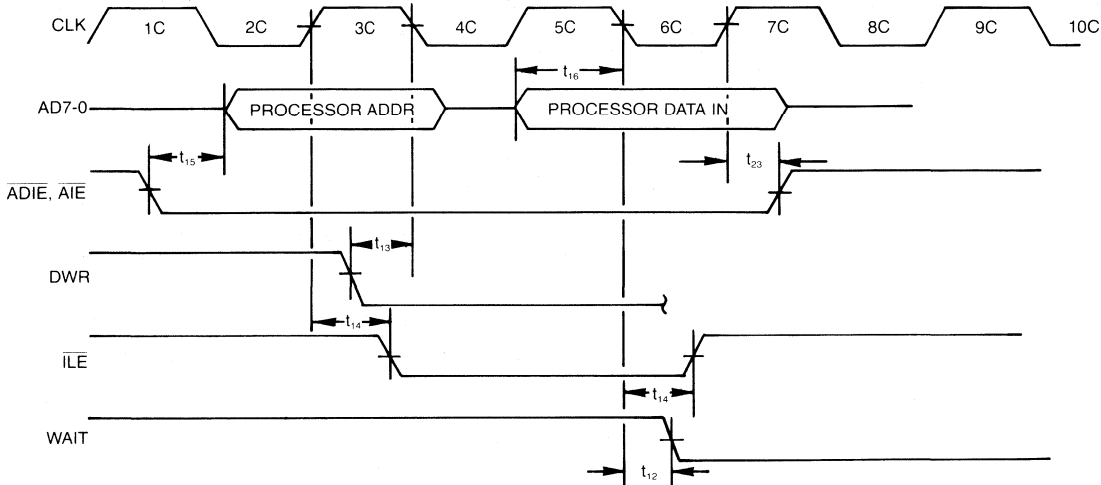 CLK 1C 2C 3C 4C 5C 6C 7C 8C 9C 10C
t16
AD7-0 PROCESSOR ADDR PROCESSOR DATA IN
t15 t23
ADIE, AIE
t13
DWR
t14
ILE
t14
WAIT
t12